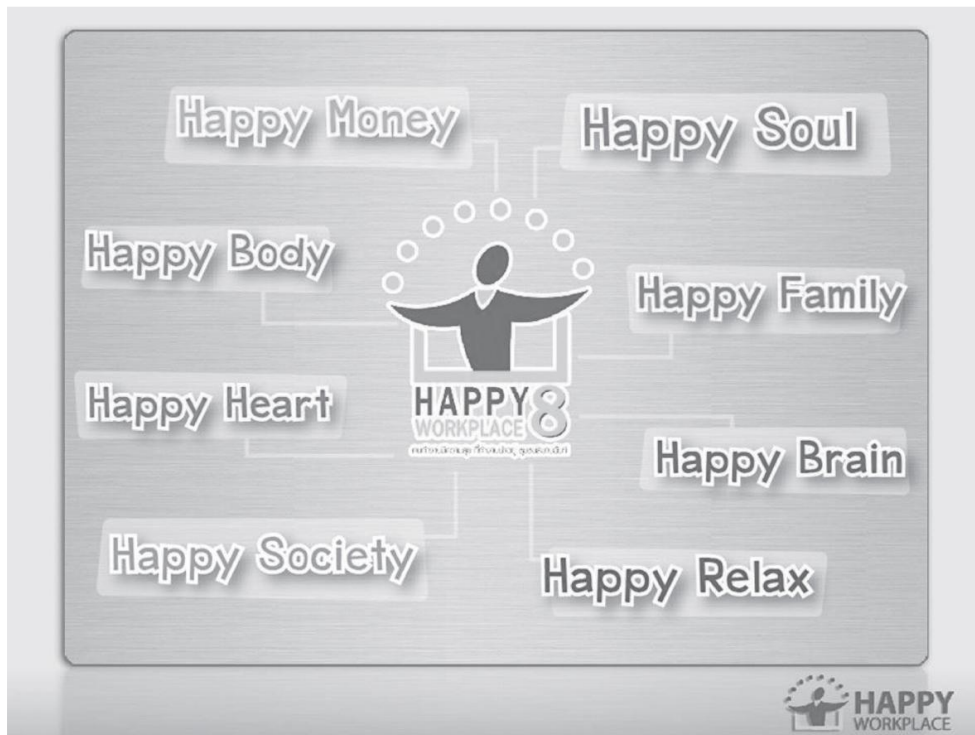 Happy Money
Happy Soul
Happy Body
Happy Family
Happy Heart
HAPPY 8
WORKPLACE
Happy Brain
Happy Society
Happy Relax
HAPPY
WORKPLACE